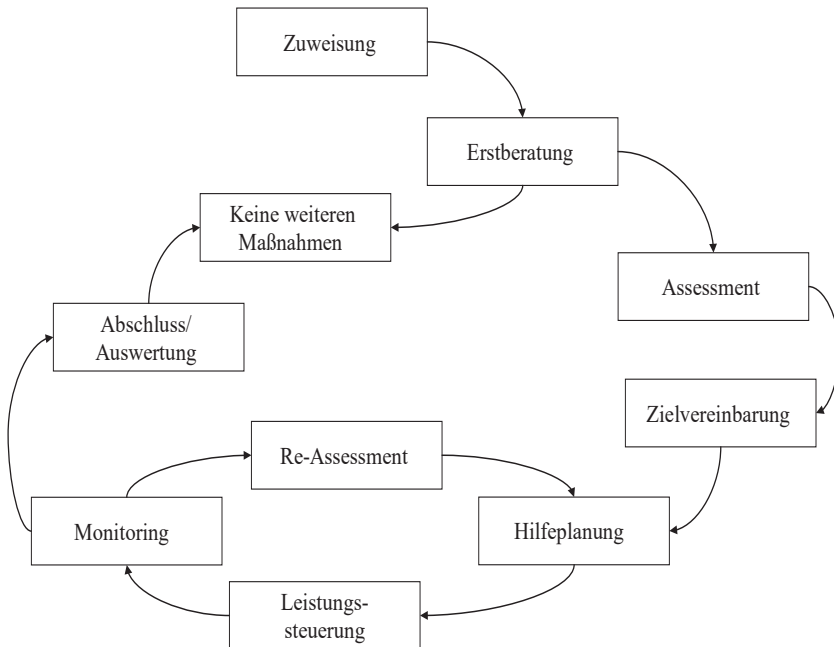 Zuweisung
Erstberatung
Keine weiteren
Maßnahmen
Assessment
Abschluss/
Auswertung
Zielvereinbarung
Re-Assessment
Monitoring
Hilfeplanung
Leistungs-
steuerung